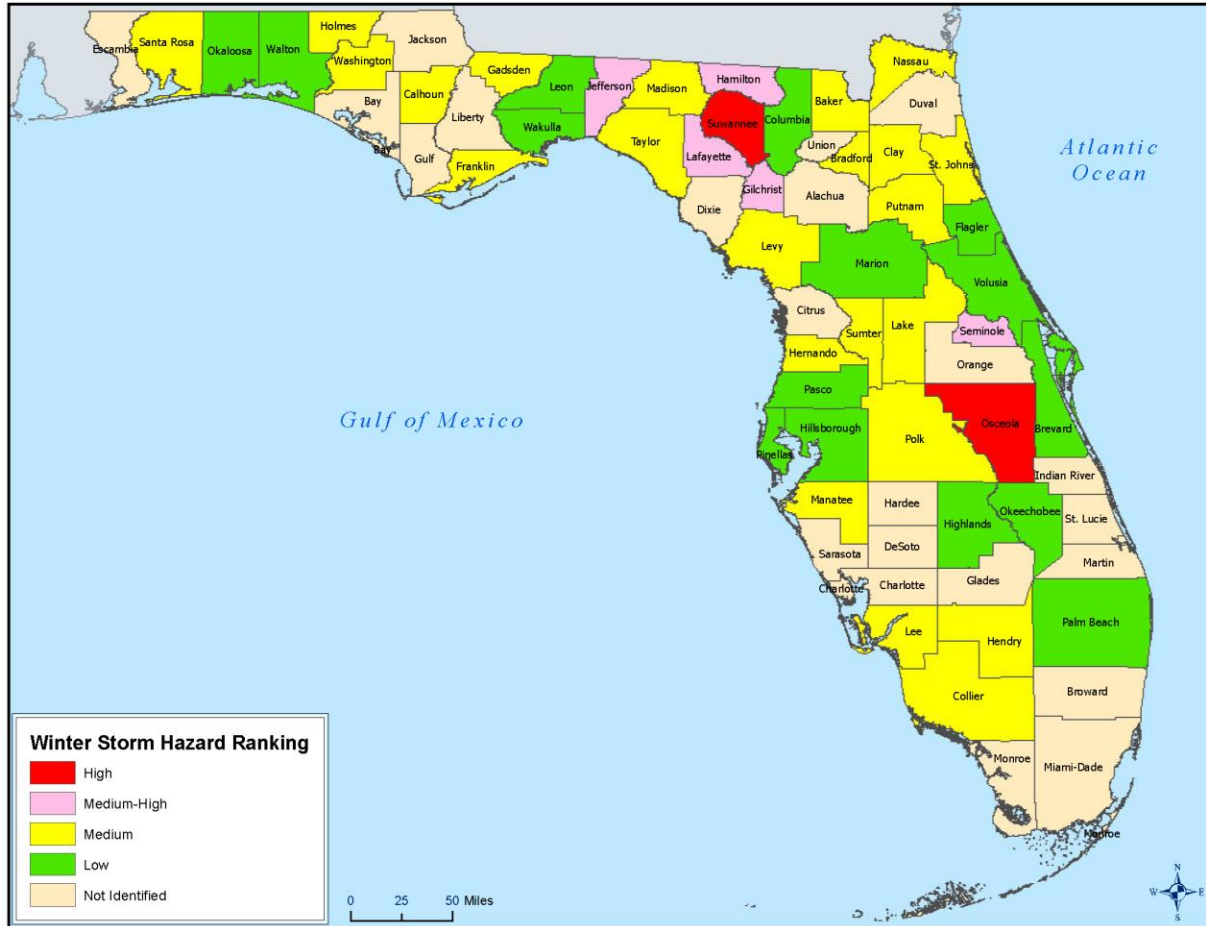 Holmes
Jackson
Escambia
Santa Rosa
Okaloosa
Walton
Washington
Gadsden
Hamilton
Nassau
Leon
Jefferson
Madison
Baker
Duval
Bay
Calhoun
Liberty
Suwannee
Columbia
Wakulla
Taylor
Union
Bradford
Clay
St. Johns
Bay
Gulf
Franklin
Lafayette
Gilchrist
Alachua
Putnam
Dixie
Flagler
Levy
Marion
Volusia
Citrus
Sumter
Lake
Seminole
Hernando
Orange
Pasco
Hillsborough
Pinellas
Polk
Osceola
Brevard
Indian River
Manatee
Hardee
Highlands
Okeechobee
St. Lucie
Sarasota
DeSoto
Martin
Charlotte
Charlotte
Glades
Palm Beach
Lee
Hendry
Collier
Broward
Monroe
Miami-Dade
Monroe
Atlantic
Ocean
Gulf of Mexico
Winter Storm Hazard Ranking
High
Medium-High
Medium
Low
Not Identified
0 25 50 Miles
N
W E
S